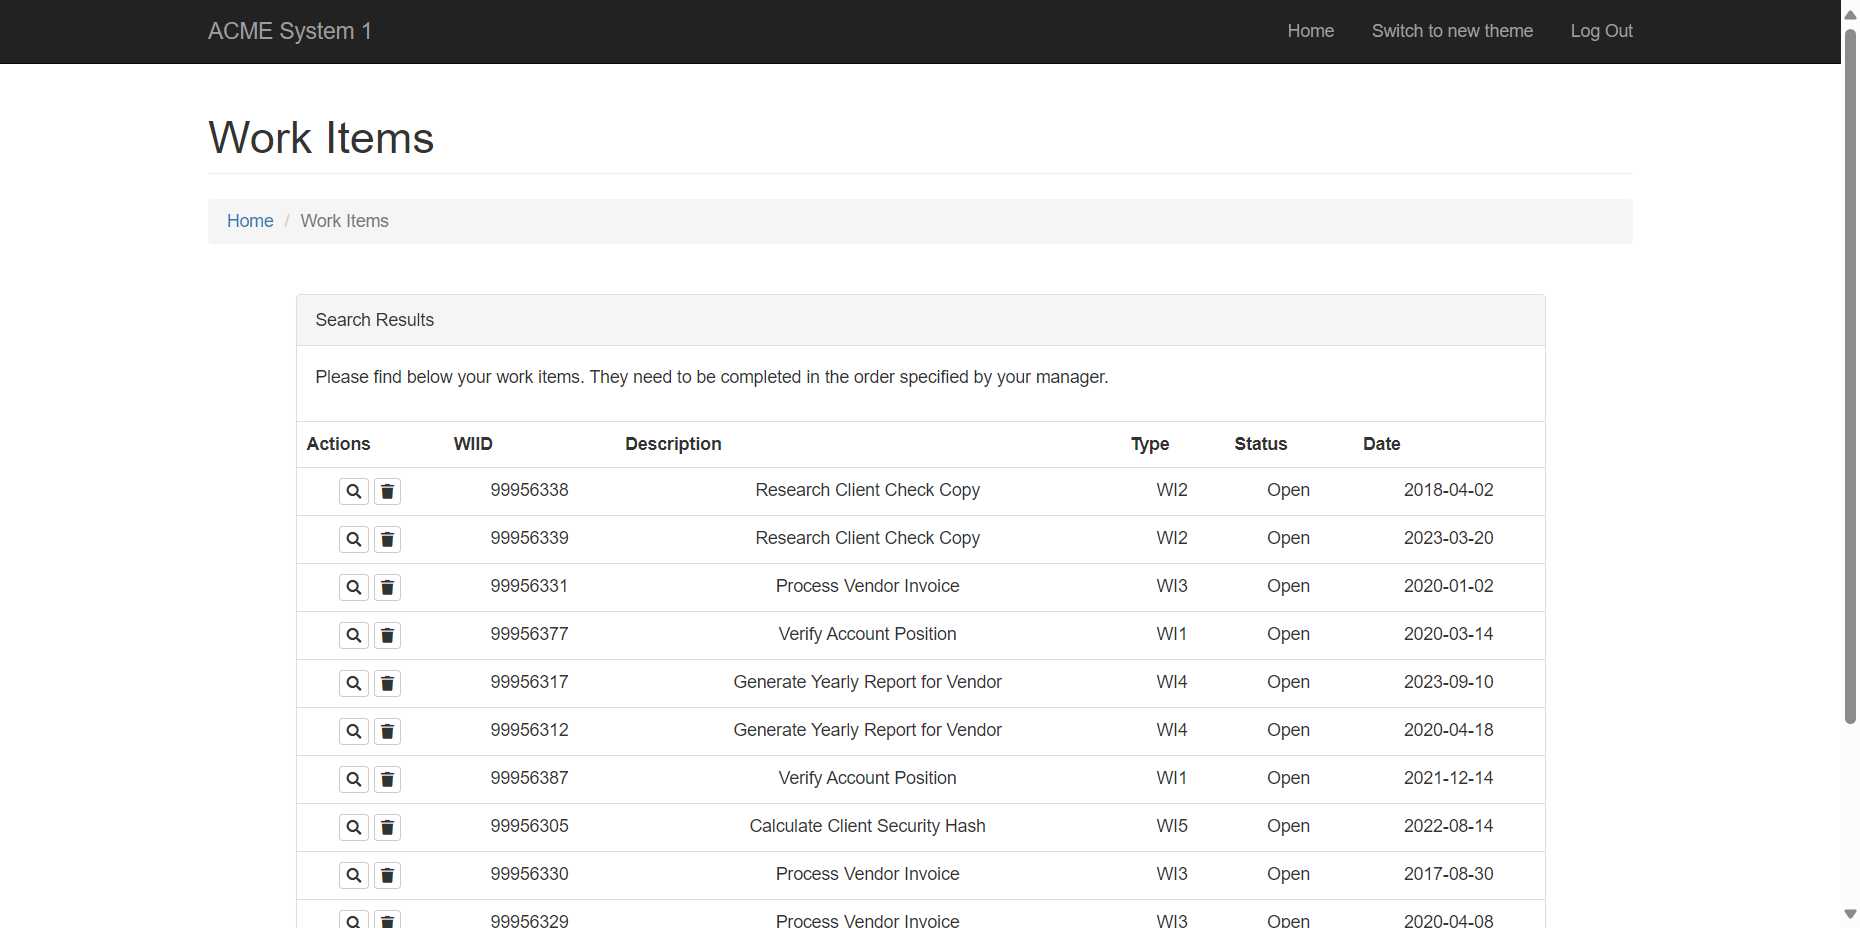 ACME System 1 Home Switch to new theme Log Out
Work Items
Home / Work Items
Search Results
Please find below your work items. They need to be completed in the order specified by your manager.
Actions WIID Description Type Status Date
99956338 Research Client Check Copy WI2 Open 2018-04-02
99956339 Research Client Check Copy WI2 Open 2023-03-20
99956331 Process Vendor Invoice WI3 Open 2020-01-02
99956377 Verify Account Position WI1 Open 2020-03-14
99956317 Generate Yearly Report for Vendor WI4 Open 2023-09-10
99956312 Generate Yearly Report for Vendor WI4 Open 2020-04-18
99956387 Verify Account Position WI1 Open 2021-12-14
99956305 Calculate Client Security Hash WI5 Open 2022-08-14
99956330 Process Vendor Invoice WI3 Open 2017-08-30
99956329 Process Vendor Invoice WI3 Open 2020-04-08